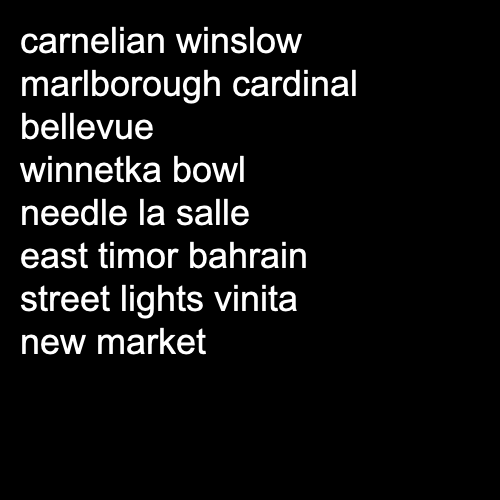 carnelian winslow
marlborough cardinal
bellevue
winnetka bowl
needle la salle
east timor bahrain
street lights vinita
new market